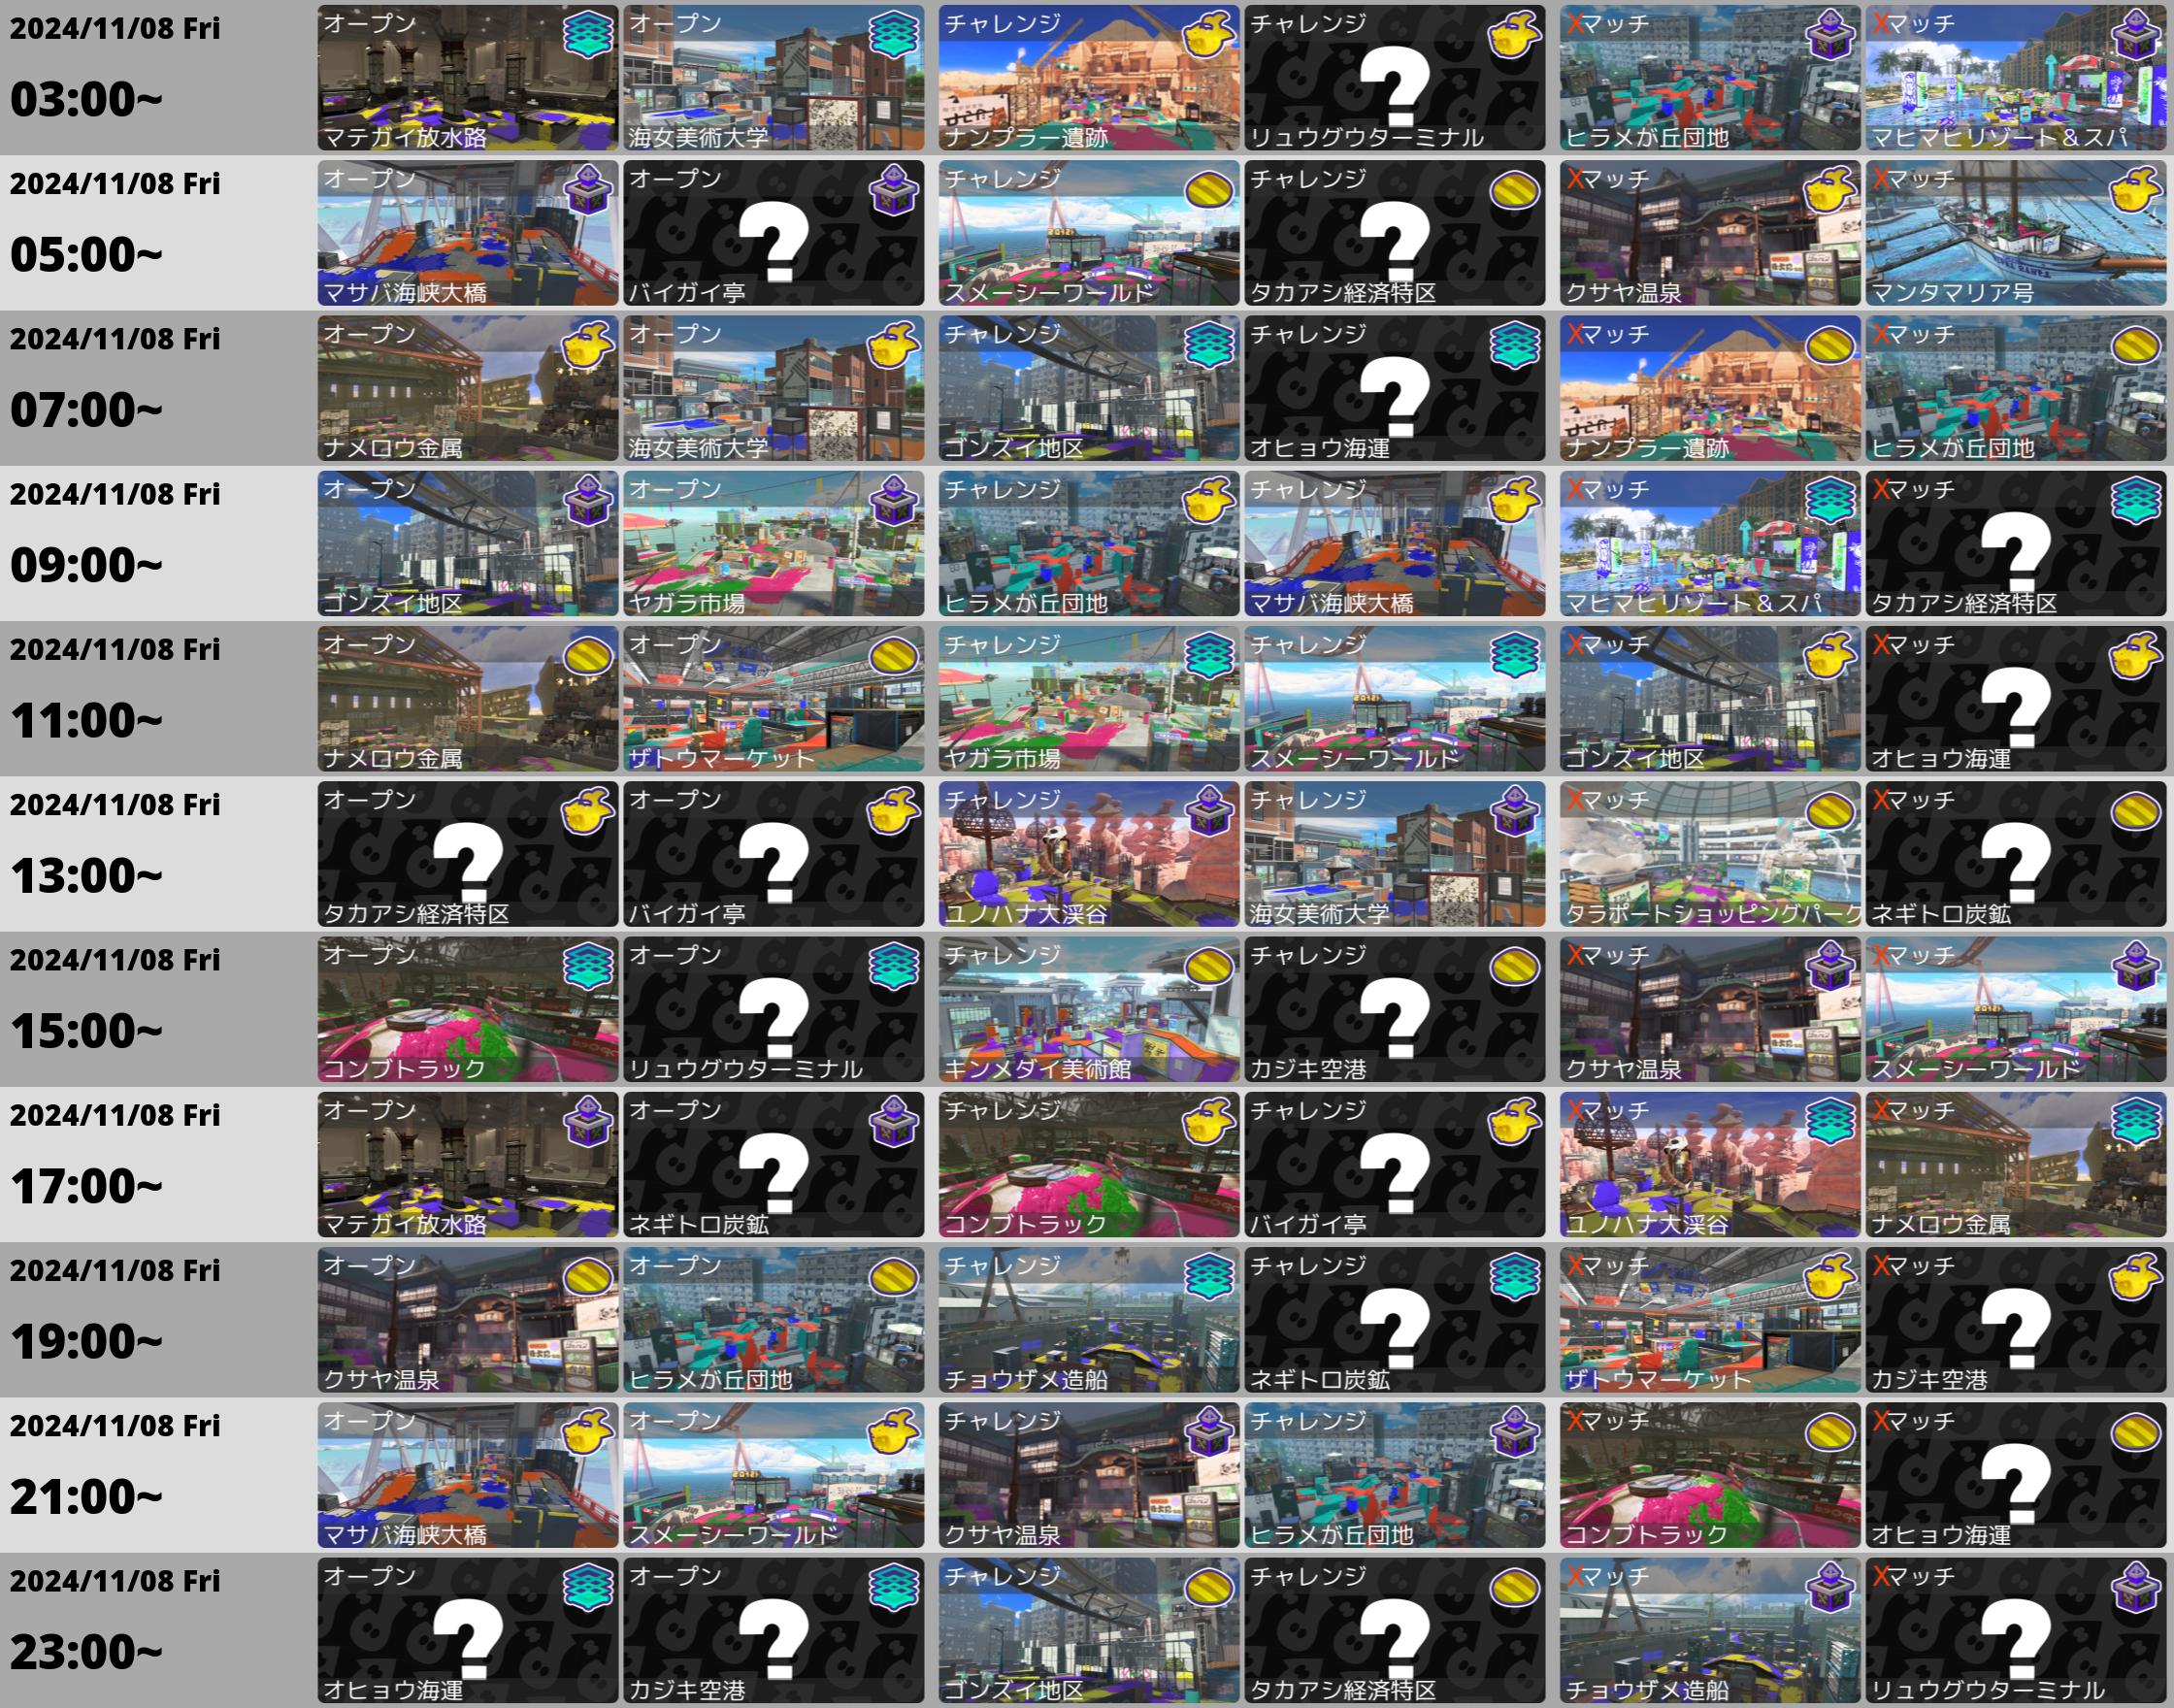 2024/11/08 Fri
03:00~
オープン
マテガイ放水路
オープン
海女美術大学
チャレンジ
ナンプラー遺跡
チャレンジ
リュウグウターミナル
Xマッチ
ヒラメが丘団地
Xマッチ
マヒマヒリゾート＆スパ
2024/11/08 Fri
05:00~
オープン
マサバ海峡大橋
オープン
バイガイ亭
チャレンジ
スメーシーワールド
チャレンジ
タカアシ経済特区
Xマッチ
クサヤ温泉
Xマッチ
マンタマリア号
2024/11/08 Fri
07:00~
オープン
ナメロウ金属
オープン
海女美術大学
チャレンジ
ゴンズイ地区
チャレンジ
オヒョウ海運
Xマッチ
ナンプラー遺跡
Xマッチ
ヒラメが丘団地
2024/11/08 Fri
09:00~
オープン
ゴンズイ地区
オープン
ヤガラ市場
チャレンジ
ヒラメが丘団地
チャレンジ
マサバ海峡大橋
Xマッチ
マヒマヒリゾート＆スパ
Xマッチ
タカアシ経済特区
2024/11/08 Fri
11:00~
オープン
ナメロウ金属
オープン
ザトウマーケット
チャレンジ
ヤガラ市場
チャレンジ
スメーシーワールド
Xマッチ
ゴンズイ地区
Xマッチ
オヒョウ海運
2024/11/08 Fri
13:00~
オープン
タカアシ経済特区
オープン
バイガイ亭
チャレンジ
ユノハナ大渓谷
チャレンジ
海女美術大学
Xマッチ
タラポートショッピングパーク
Xマッチ
ネギトロ炭鉱
2024/11/08 Fri
15:00~
オープン
コンブトラック
オープン
リュウグウターミナル
チャレンジ
キンメダイ美術館
チャレンジ
カジキ空港
Xマッチ
クサヤ温泉
Xマッチ
スメーシーワールド
2024/11/08 Fri
17:00~
オープン
マテガイ放水路
オープン
ネギトロ炭鉱
チャレンジ
コンブトラック
チャレンジ
バイガイ亭
Xマッチ
ユノハナ大渓谷
Xマッチ
ナメロウ金属
2024/11/08 Fri
19:00~
オープン
クサヤ温泉
オープン
ヒラメが丘団地
チャレンジ
チョウザメ造船
チャレンジ
ネギトロ炭鉱
Xマッチ
ザトウマーケット
Xマッチ
カジキ空港
2024/11/08 Fri
21:00~
オープン
マサバ海峡大橋
オープン
スメーシーワールド
チャレンジ
クサヤ温泉
チャレンジ
ヒラメが丘団地
Xマッチ
コンブトラック
Xマッチ
オヒョウ海運
2024/11/08 Fri
23:00~
オープン
オヒョウ海運
オープン
カジキ空港
チャレンジ
ゴンズイ地区
チャレンジ
タカアシ経済特区
Xマッチ
チョウザメ造船
Xマッチ
リュウグウターミナル